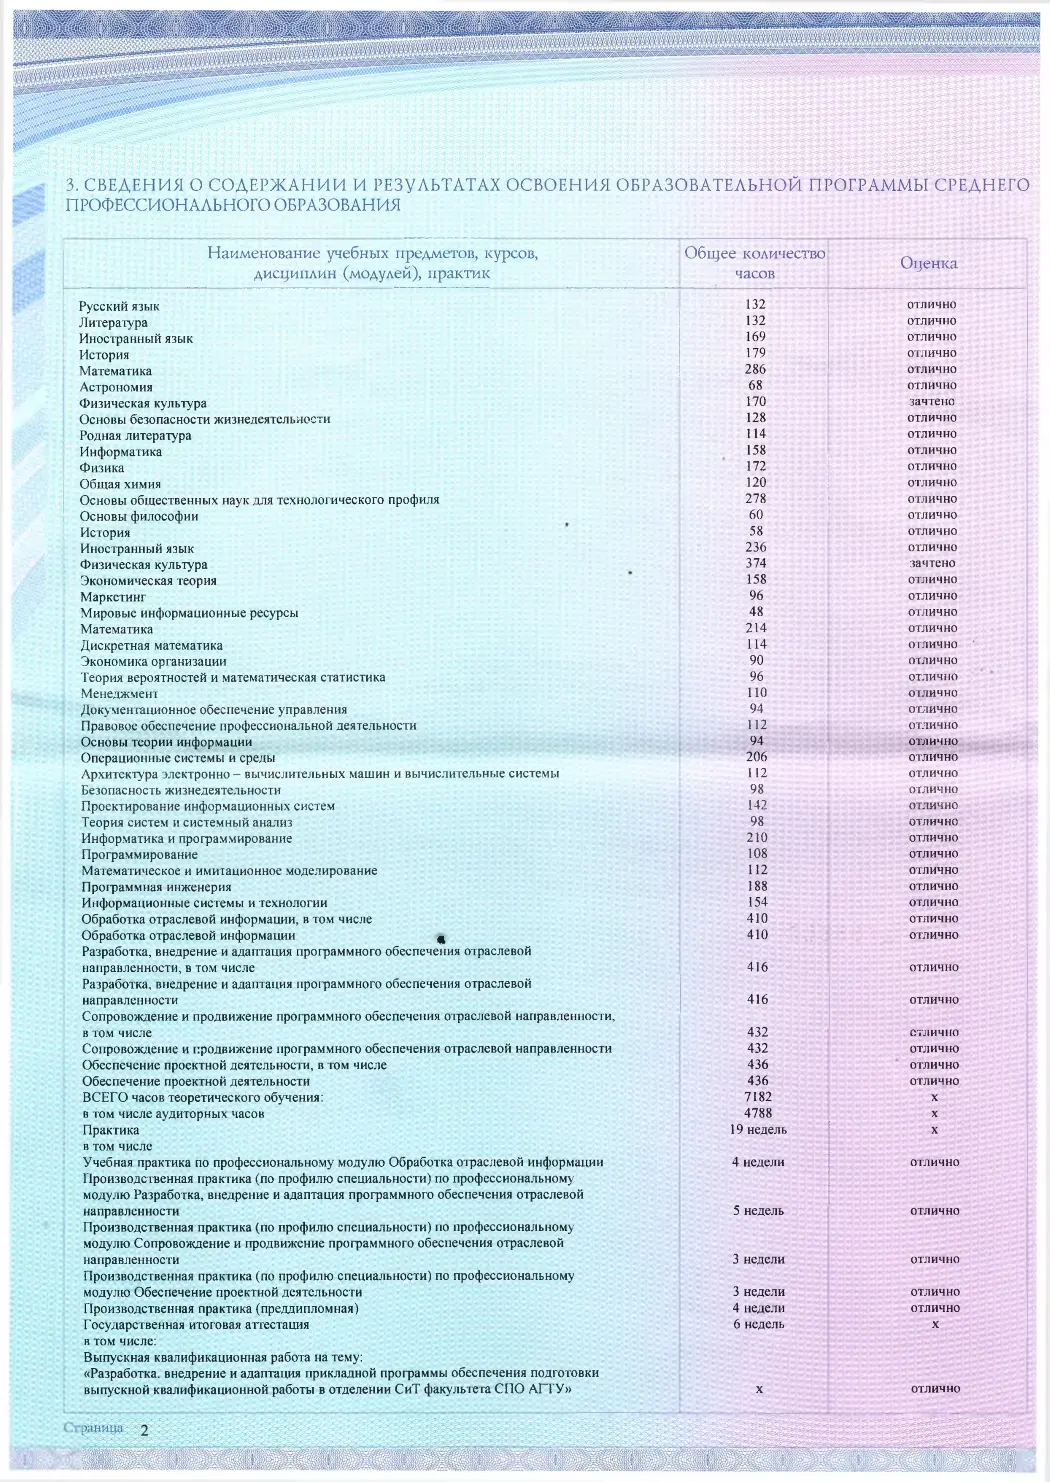 3. СВЕДЕНИЯ О СОДЕРЖАНИИ И РЕЗУЛЬТАТАХ ОСВОЕНИЯ ОБРАЗОВАТЕЛЬНОЙ ПРОГРАММЫ СРЕДНЕГО
ПРОФЕССИОНАЛЬНОГО ОБРАЗОВАНИЯ
Наименование учебных предметов, курсов, дисциплин (модулей), практик Общее количество часов Оценка
Русский язык 132 отлично
Литература 132 отлично
Иностранный язык 169 отлично
История 179 отлично
Математика 286 отлично
Астрономия 68 отлично
Физическая культура 170 зачтено
Основы безопасности жизнедеятельности 128 отлично
Родная литература 114 отлично
Информатика 158 отлично
Физика 172 отлично
Общая химия 120 отлично
Основы общественных наук для технологического профиля 278 отлично
Основы философии 60 отлично
История 58 отлично
Иностранный язык 236 отлично
Физическая культура 374 зачтено
Экономическая теория 158 отлично
Маркетинг 96 отлично
Мировые информационные ресурсы 48 отлично
Математика 214 отлично
Дискретная математика 114 отлично
Экономика организации 90 отлично
Теория вероятностей и математическая статистика 96 отлично
Менеджмент 110 отлично
Документационное обеспечение управления 94 отлично
Правовое обеспечение профессиональной деятельности 112 отлично
Основы теории информации 94 отлично
Операционные системы и среды 206 отлично
Архитектура электронно – вычислительных машин и вычислительные системы 112 отлично
Безопасность жизнедеятельности 98 отлично
Проектирование информационных систем 142 отлично
Теория систем и системный анализ 98 отлично
Информатика и программирование 210 отлично
Программирование 108 отлично
Математическое и имитационное моделирование 112 отлично
Программная инженерия 188 отлично
Информационные системы и технологии 154 отлично
Обработка отраслевой информации, в том числе 410 отлично
Обработка отраслевой информации 410 отлично
Разработка, внедрение и адаптация программного обеспечения отраслевой
направленности, в том числе 416 отлично
Разработка, внедрение и адаптация программного обеспечения отраслевой
направленности 416 отлично
Сопровождение и продвижение программного обеспечения отраслевой направленности,
в том числе 432 отлично
Сопровождение и продвижение программного обеспечения отраслевой направленности 432 отлично
Обеспечение проектной деятельности, в том числе 436 отлично
Обеспечение проектной деятельности 436 отлично
ВСЕГО часов теоретического обучения: 7182 х
в том числе аудиторных часов 4788 х
Практика 19 недель х
в том числе
Учебная практика по профессиональному модулю Обработка отраслевой информации 4 недели отлично
Производственная практика (по профилю специальности) по профессиональному
модулю Разработка, внедрение и адаптация программного обеспечения отраслевой
направленности 5 недель отлично
Производственная практика (по профилю специальности) по профессиональному
модулю Сопровождение и продвижение программного обеспечения отраслевой
направленности 3 недели отлично
Производственная практика (по профилю специальности) по профессиональному
модулю Обеспечение проектной деятельности 3 недели отлично
Производственная практика (преддипломная) 4 недели отлично
Государственная итоговая аттестация 6 недель х
в том числе:
Выпускная квалификационная работа на тему:
«Разработка. внедрение и адаптация прикладной программы обеспечения подготовки
выпускной квалификационной работы в отделении СиТ факультета СПО АГТУ» х отлично
Страница 2